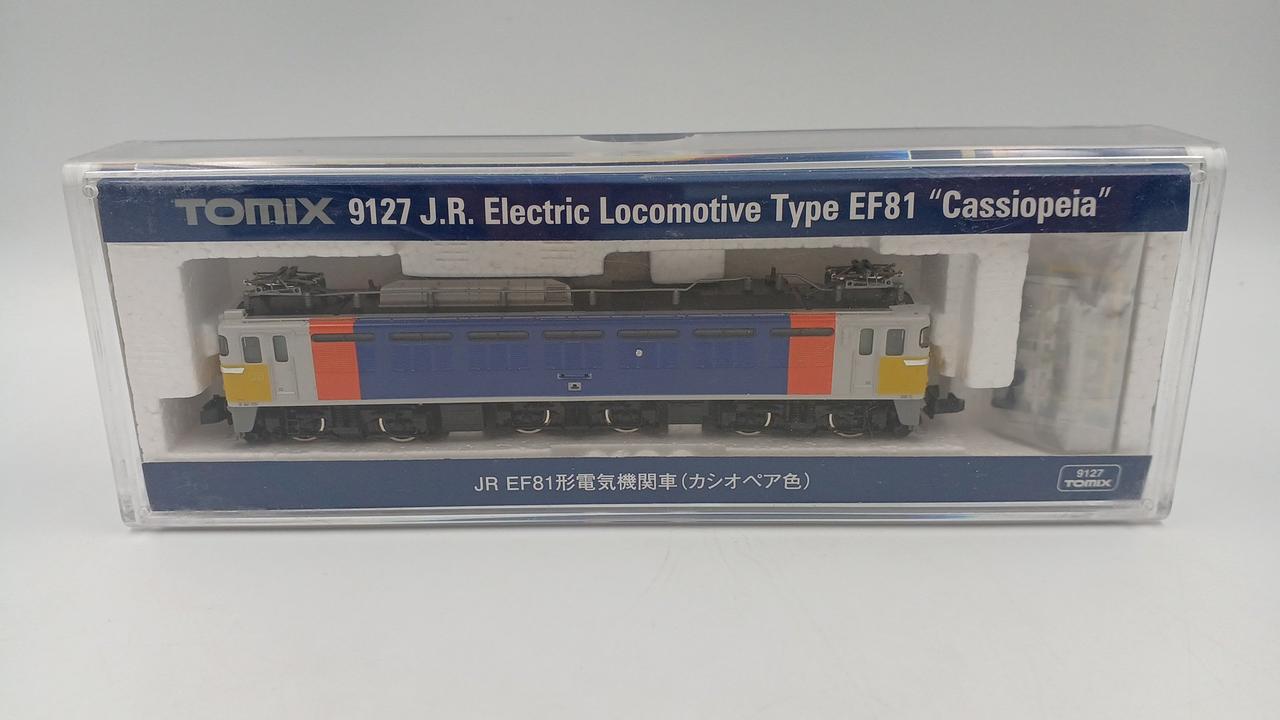 TOMIX 9127 J.R. Electric Locomotive Type EF81 “Cassiopeia”
JR EF81形電気機関車(カシオペア色)
9127
TOMIX